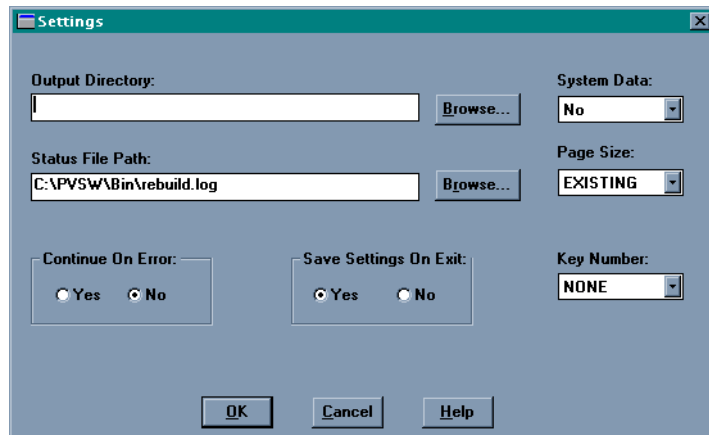 Settings
Output Directory:
Browse...
System Data:
No
Status File Path:
C:\PVSW\Bin\rebuild.log
Browse...
Page Size:
EXISTING
Continue On Error:
Yes No
Save Settings On Exit:
Yes No
Key Number:
NONE
OK Cancel Help